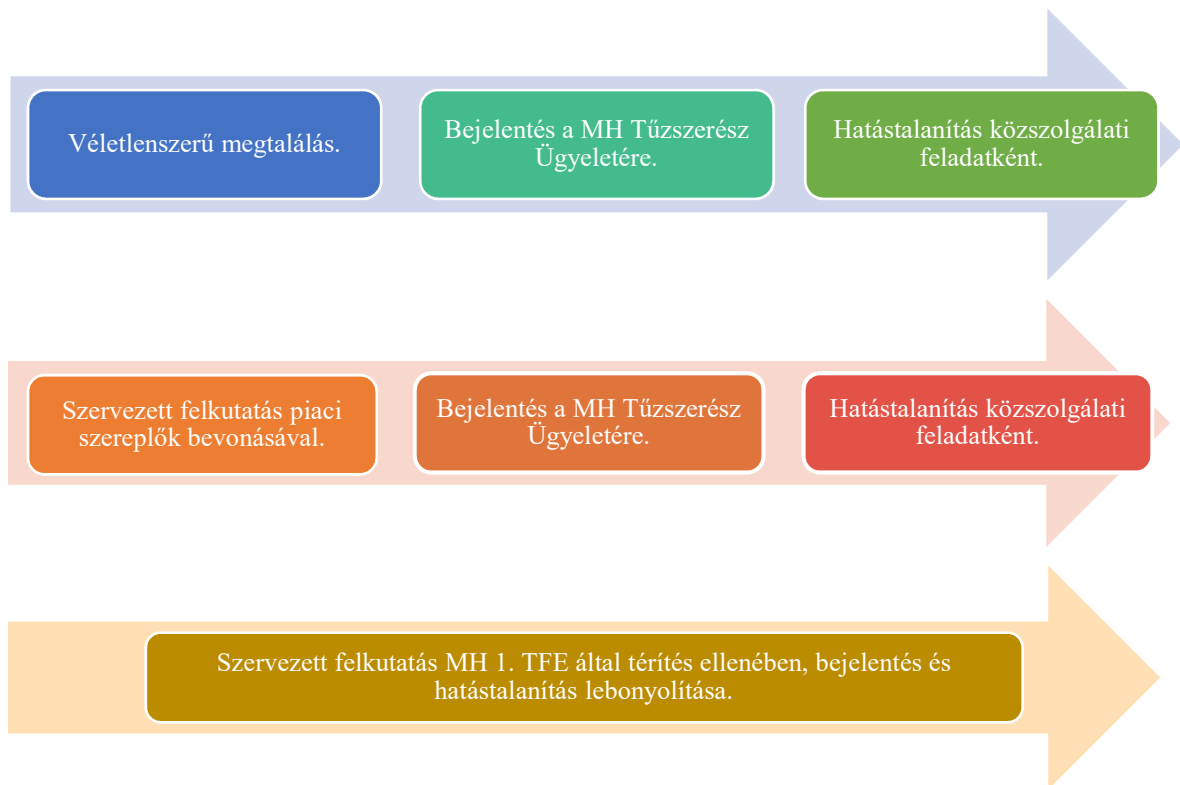 Véletlenszerű megtalálás.
Bejelentés a MH Tűzszerész
Ügyeletére.
Hatástalanítás közszolgálati
feladatként.
Szervezett felkutatás piaci
szereplők bevonásával.
Bejelentés a MH Tűzszerész
Ügyeletére.
Hatástalanítás közszolgálati
feladatként.
Szervezett felkutatás MH 1. TFE által térítés ellenében, bejelentés és
hatástalanítás lebonyolítása.